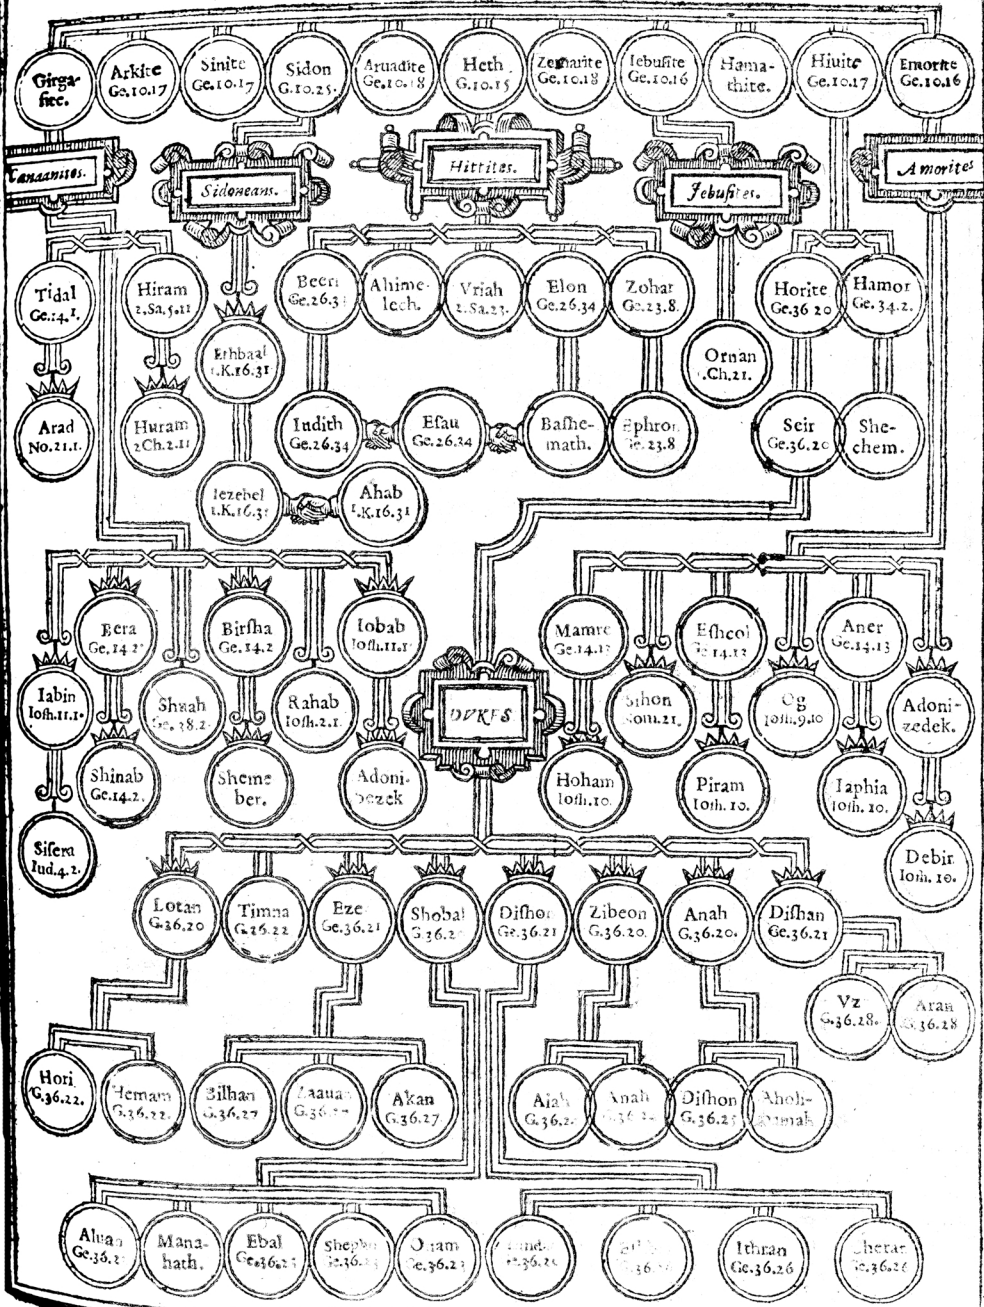 Girga-
Arkite
Ge.10.17
Sinite
Ge.10.17
Sidon
G.10.25.
Aruadite
Heth
G.10.15
Ge.10.18
Iebuſite
Ge.10.16
Hama-
thite.
Hiuite
Ge.10.17
Emorite
Ge.10.16
Canaanites.
Sidoneans.
Hittites.
Jebuſites.
Amorites
Tidal
Ge.14.1.
Hiram
2.Sa.5.11
Beeri
Ahime-
lech.
Vriah
2.Sa.23.
Elon
Ge.26.34
Zohar
Ge.23.8.
Horite
Ge.36 20
Hamor
Ge.34.2.
Ethbaal
1.K.16.31
Ornan
1.Ch.21.
Arad
No.21.1.
Huram
2Ch.2.11
Iudith
Ge.26.34
Eſau
Ge.26.34
Baſhe-
math.
Ephron
Ge.23.8
Seir
Ge.36.20
She-
chem.
Iezebel
1.K.16.31
Ahab
1.K.16.31
Bera
Ge.14.2
Birſha
Ge.14.2
Iobab
Ioſh.11.1
Mamre
Ge.14.13
Eſhcol
Ge.14.13
Aner
Ge.14.13
Iabin
Ioſh.11.1.
Shuah
Ge.38.2.
Rahab
Ioſh.2.1.
DVKES
Sihon
Og
Ioſh.9.10
Adoni-
zedek.
Shinab
Ge.14.2.
Sheme
ber.
Adoni-
bezek
Hoham
Ioſh.10.
Piram
Ioſh.10.
Iaphia
Ioſh.10.
Siſera
Iud.4.2.
Debir
Ioſh.10.
Lotan
G.36.20
Timna
Eze
Ge.36.21
Shobal
Diſhon
Ge.36.21
Zibeon
G.36.20.
Anah
G.36.20.
Diſhan
Ge.36.21
Vz
G.36.28.
Aran
G.36.28
Hori
G.36.22.
Hemam
G.36.22.
Bilhan
G.36.27
Zaauan
Akan
G.36.27.
Aiah
Anah
Diſhon
G.36.25
Aholi-
bamah
Aluan
Mana-
hath.
Ebal
Ge.36.23
Shepho
Onam
Ge.36.23
Ithran
Ge.36.26
Cheran
Ge.36.26